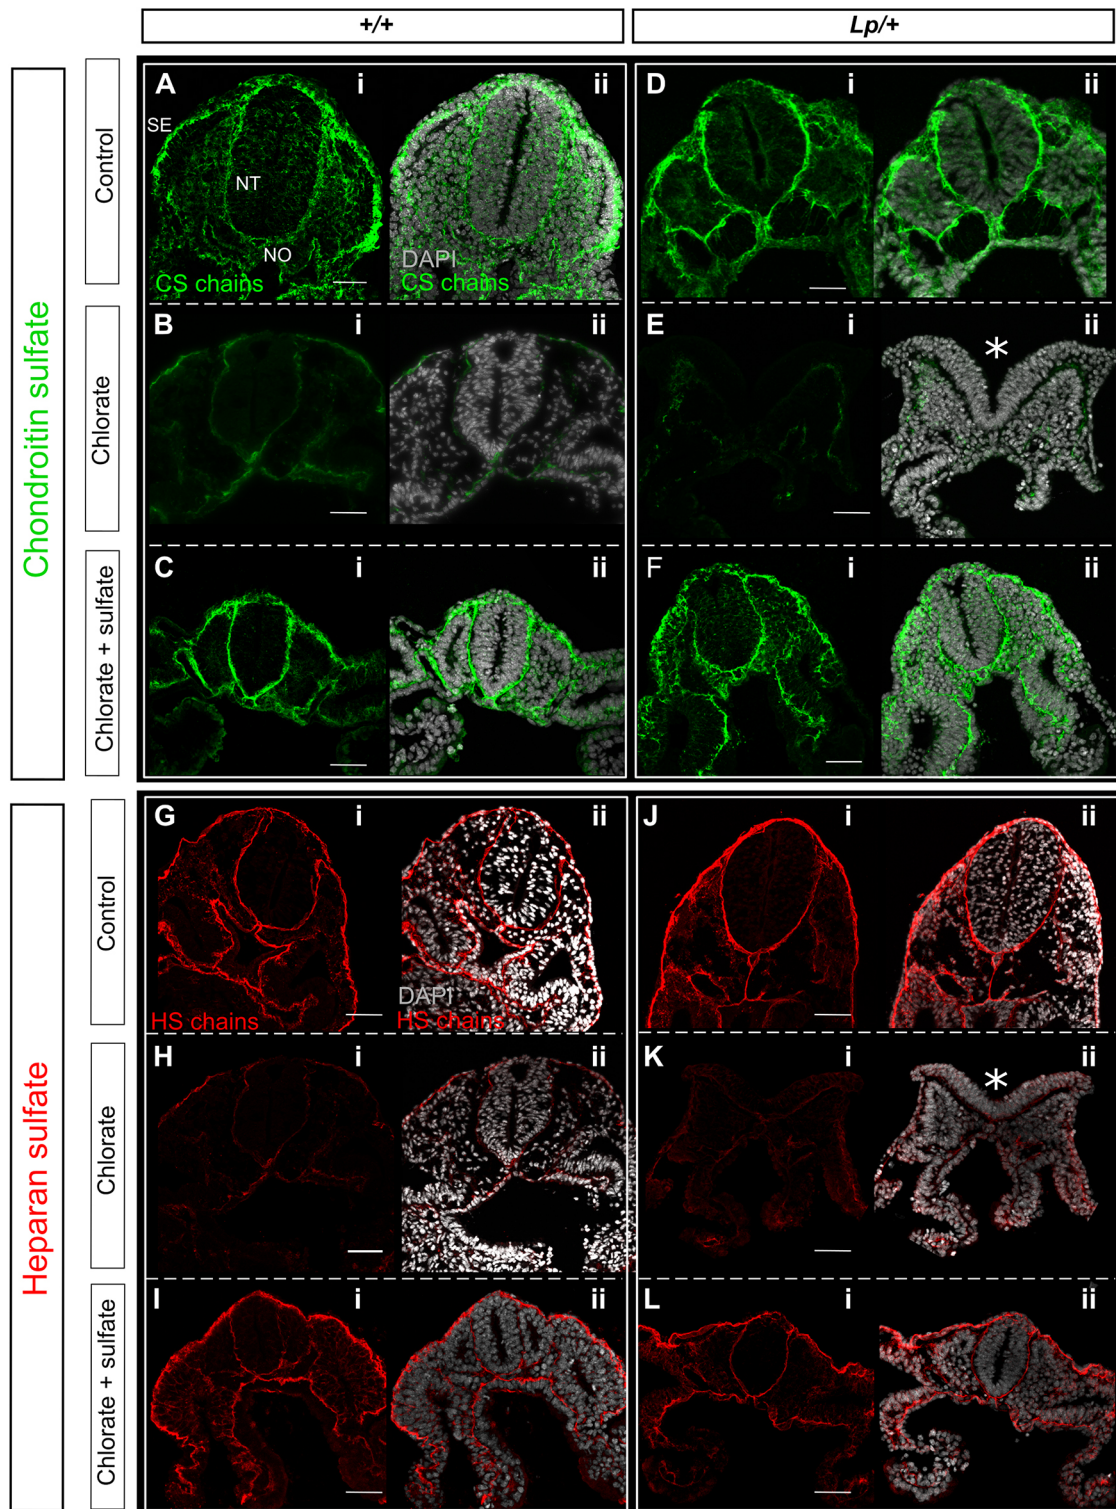 +/+
Lp/+
Chondroitin sulfate
Control
A
i
ii
SE
NT
NO
CS chains
DAPI
CS chains
D
i
ii
Chlorate
B
i
ii
E
i
ii
*
Chlorate + sulfate
C
i
ii
F
i
ii
Heparan sulfate
Control
G
i
ii
HS chains
DAPI
HS chains
J
i
ii
Chlorate
H
i
ii
K
i
ii
*
Chlorate + sulfate
I
i
ii
L
i
ii